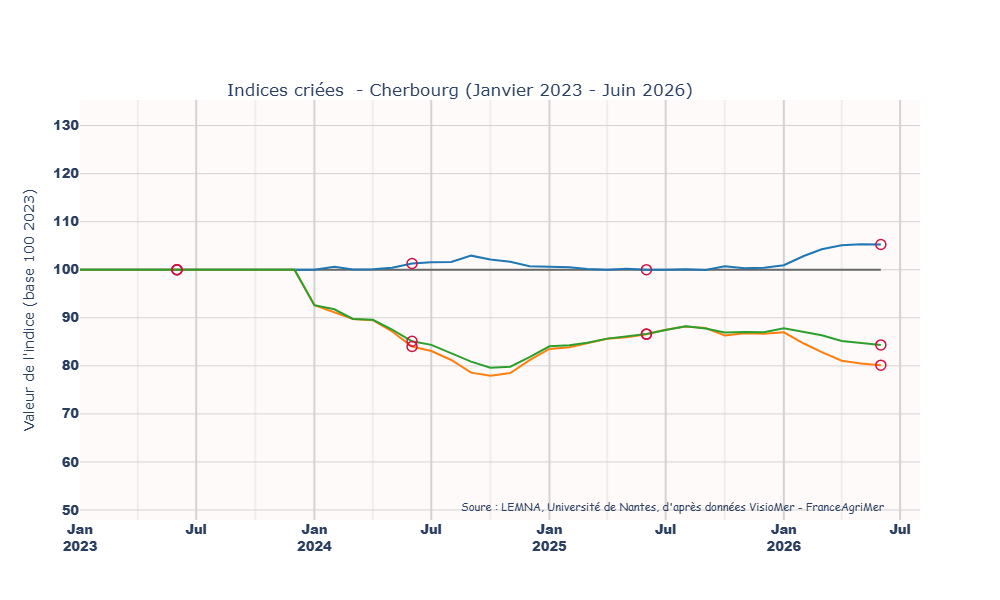 Indices criées  - Cherbourg (Janvier 2023 - Juin 2026)
Valeur de l'indice (base 100 2023)
130
120
110
100
90
80
70
60
50
Soure : LEMNA, Université de Nantes, d'après données VisioMer - FranceAgriMer
Jan Jul Jan Jul Jan Jul Jan Jul
2023 2024 2025 2026